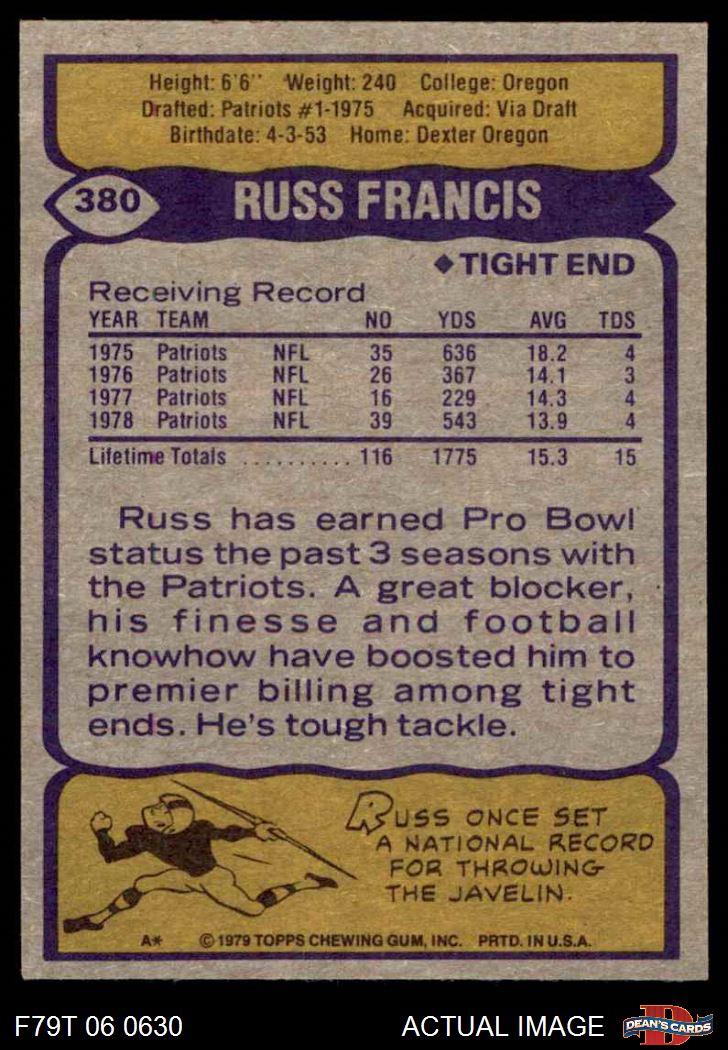 Height: 6'6" Weight: 240 College: Oregon
Drafted: Patriots #1-1975 Acquired: Via Draft
Birthdate: 4-3-53 Home: Dexter Oregon
380 RUSS FRANCIS
◆TIGHT END
Receiving Record
YEAR TEAM NO YDS AVG TDS
1975 Patriots NFL 35 636 18.2 4
1976 Patriots NFL 26 367 14.1 3
1977 Patriots NFL 16 229 14.3 4
1978 Patriots NFL 39 543 13.9 4
Lifetime Totals .......... 116 1775 15.3 15
Russ has earned Pro Bowl
status the past 3 seasons with
the Patriots. A great blocker,
his finesse and football
knowhow have boosted him to
premier billing among tight
ends. He's tough tackle.
RUSS ONCE SET
A NATIONAL RECORD
FOR THROWING
THE JAVELIN.
A* ©1979 TOPPS CHEWING GUM, INC. PRTD. IN U.S.A.
F79T 06 0630 ACTUAL IMAGE D DEAN'S CARDS